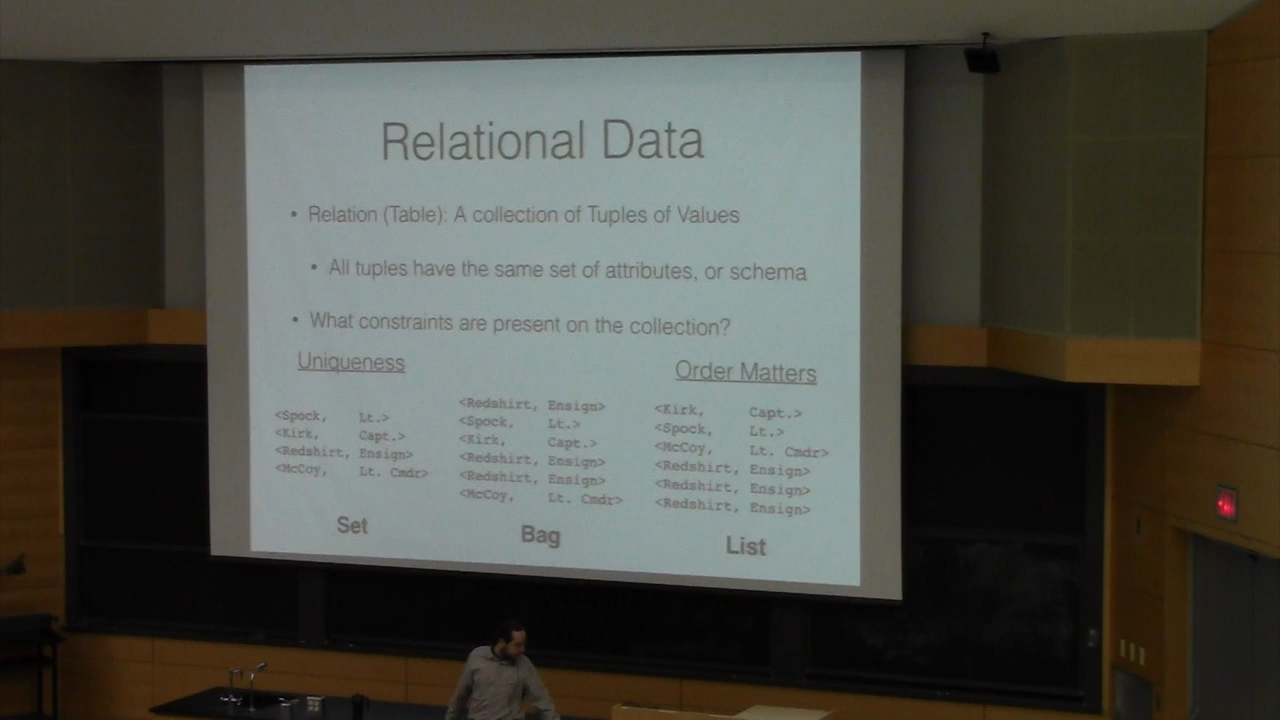 Relational Data
• Relation (Table): A collection of Tuples of Values
• All tuples have the same set of attributes, or schema
• What constraints are present on the collection?
Uniqueness
<Spock, Lt.>
<Kirk, Capt.>
<Redshirt, Ensign>
<McCoy, Lt. Cmdr>
Set
<Redshirt, Ensign>
<Spock, Lt.>
<Kirk, Capt.>
<Redshirt, Ensign>
<Redshirt, Ensign>
<McCoy, Lt. Cmdr>
Bag
Order Matters
<Kirk, Capt.>
<Spock, Lt.>
<McCoy, Lt. Cmdr>
<Redshirt, Ensign>
<Redshirt, Ensign>
<Redshirt, Ensign>
List